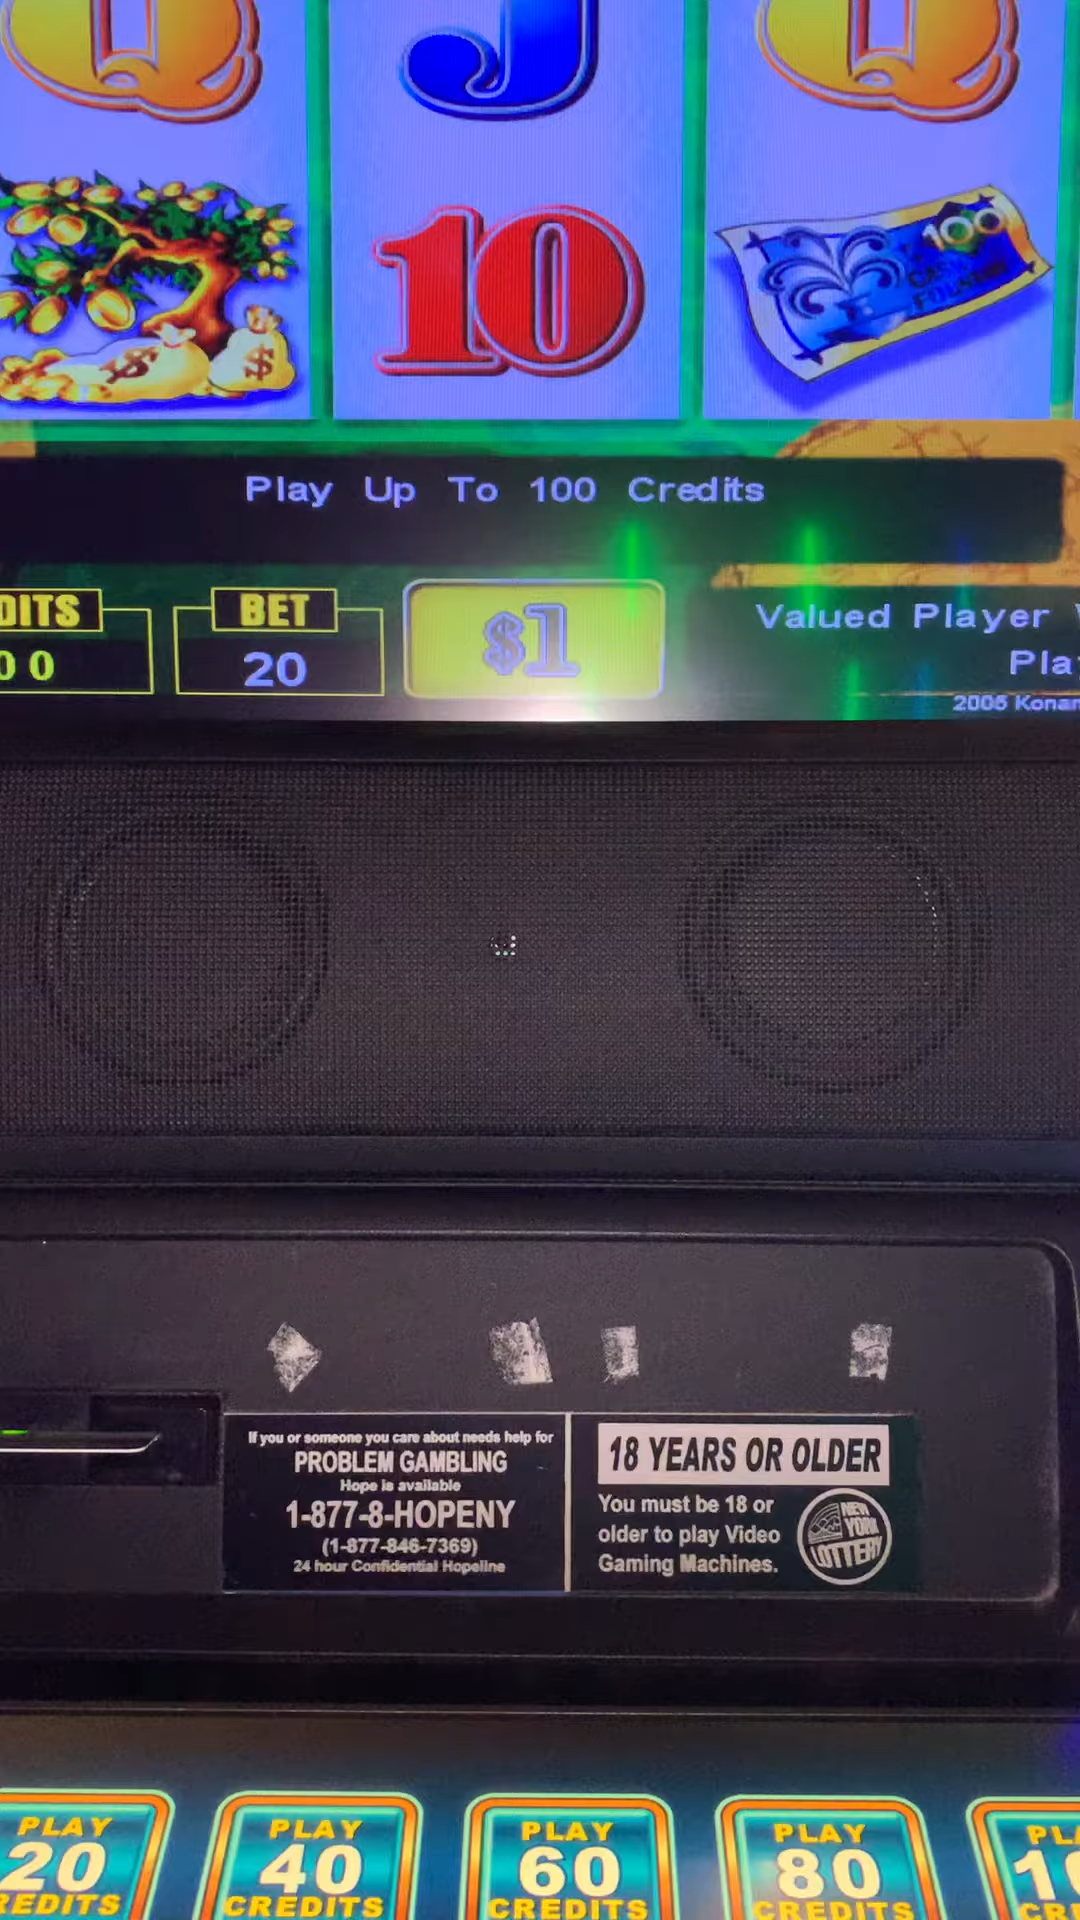 Q
J
Q
$
$
10
100
Play Up To 100 Credits
DITS
BET
$1
Valued Player
00
20
Pla
2005 Konam
If you or someone you care about needs help for
PROBLEM GAMBLING
Hope is available
1-877-8-HOPENY
(1-877-846-7369)
24 hour Confidential Hopeline
18 YEARS OR OLDER
You must be 18 or
older to play Video
Gaming Machines.
NEW
YORK
LOTTERY
PLAY
20
CREDITS
PLAY
40
CREDITS
PLAY
60
CREDITS
PLAY
80
CREDITS